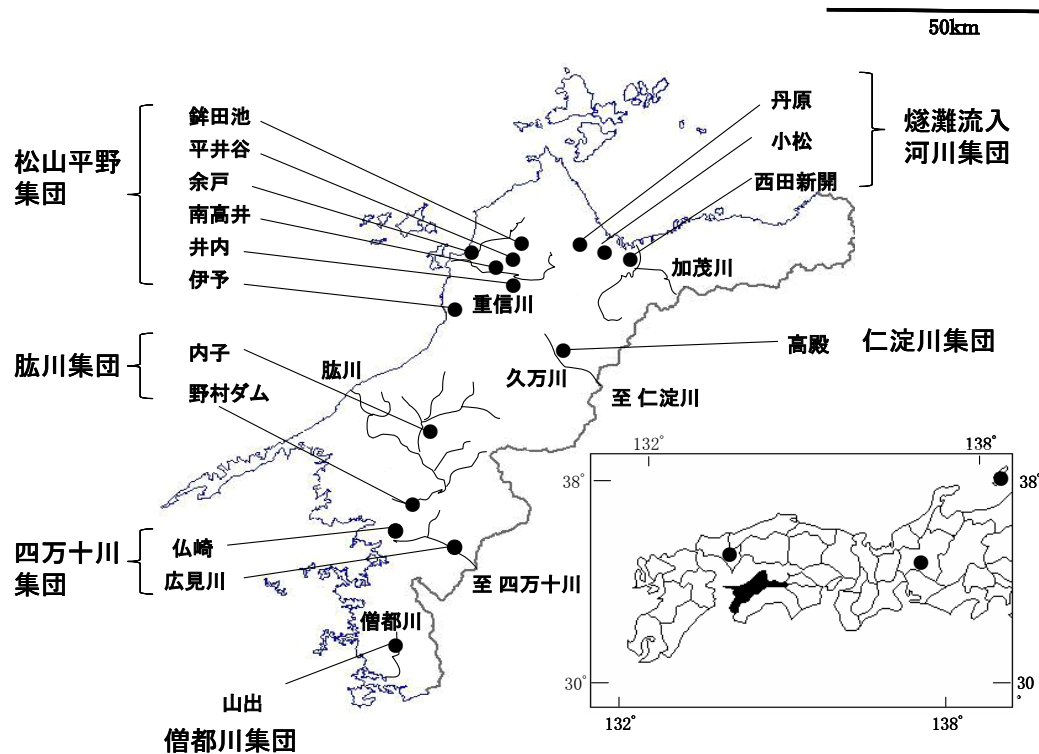 50km
松山平野
集団
鉾田池
平井谷
余戸
南高井
井内
伊予
丹原
小松
西田新開
燧灘流入
河川集団
加茂川
重信川
肱川集団
内子
野村ダム
肱川
久万川
高殿
仁淀川集団
至 仁淀川
四万十川
集団
仏崎
広見川
至 四万十川
僧都川
山出
僧都川集団
132°
138°
38°
38°
30°
30°
132°
138°